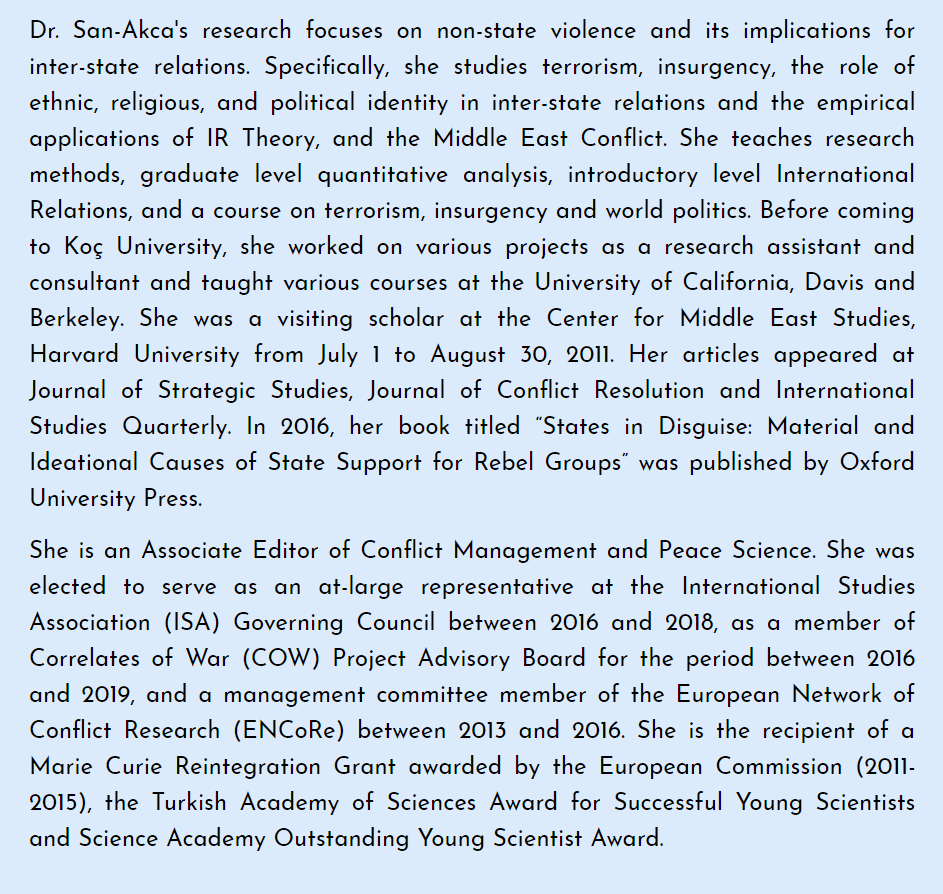 Dr. San-Akca's research focuses on non-state violence and its implications for
inter-state relations. Specifically, she studies terrorism, insurgency, the role of
ethnic, religious, and political identity in inter-state relations and the empirical
applications of IR Theory, and the Middle East Conflict. She teaches research
methods, graduate level quantitative analysis, introductory level International
Relations, and a course on terrorism, insurgency and world politics. Before coming
to Koç University, she worked on various projects as a research assistant and
consultant and taught various courses at the University of California, Davis and
Berkeley. She was a visiting scholar at the Center for Middle East Studies,
Harvard University from July 1 to August 30, 2011. Her articles appeared at
Journal of Strategic Studies, Journal of Conflict Resolution and International
Studies Quarterly. In 2016, her book titled “States in Disguise: Material and
Ideational Causes of State Support for Rebel Groups” was published by Oxford
University Press.
She is an Associate Editor of Conflict Management and Peace Science. She was
elected to serve as an at-large representative at the International Studies
Association (ISA) Governing Council between 2016 and 2018, as a member of
Correlates of War (COW) Project Advisory Board for the period between 2016
and 2019, and a management committee member of the European Network of
Conflict Research (ENCoRe) between 2013 and 2016. She is the recipient of a
Marie Curie Reintegration Grant awarded by the European Commission (2011-
2015), the Turkish Academy of Sciences Award for Successful Young Scientists
and Science Academy Outstanding Young Scientist Award.